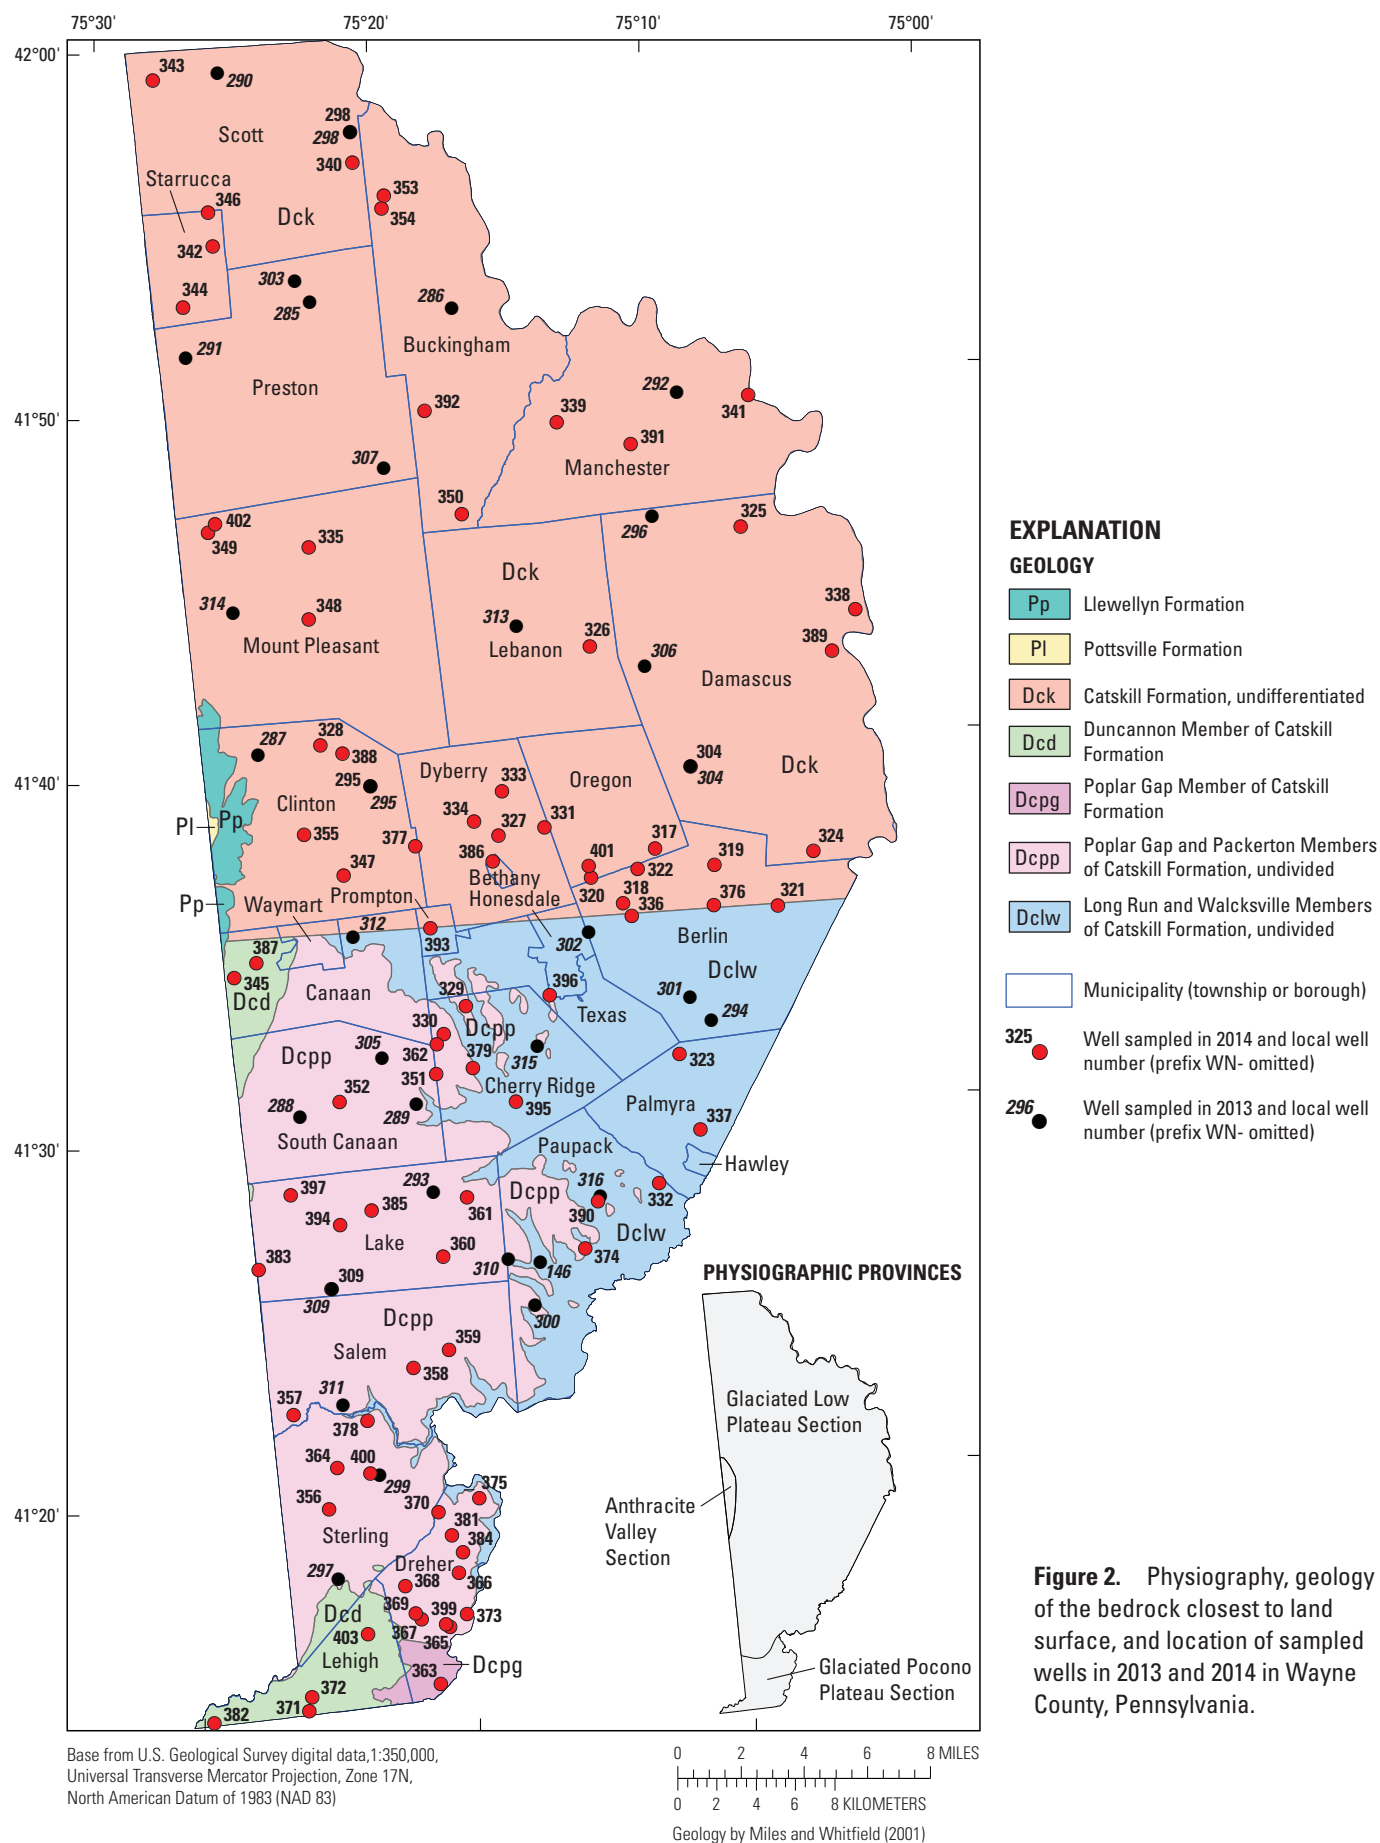 75°30'
75°20'
75°10'
75°00'
42°00'
343
290
298
298
Scott
340
Starrucca
353
346
Dck
354
342
303
344
285
286
Buckingham
291
Preston
292
392
339
341
41°50'
391
307
Manchester
350
325
402
296
335
349
Dck
338
314
348
313
326
389
Mount Pleasant
Lebanon
306
Damascus
287
328
304
388
Dyberry
333
304
Dck
295
Oregon
41°40'
295
Clinton
334
327
331
Pl
Pp
355
377
317
324
386
401
319
347
Bethany
322
Prompton
Honesdale
320
318
376
321
Pp
Waymart
336
312
393
302
Berlin
387
Dclw
345
Canaan
396
301
Dcd
329
294
330
Dcpp
Texas
305
Dcpp
362
379
315
323
351
Cherry Ridge
352
288
289
395
Palmyra
337
South Canaan
Paupack
41°30'
Hawley
293
316
397
Dcpp
332
385
361
390
394
Dclw
Lake
360
374
383
310
146
309
309
300
Dcpp
359
Salem
358
311
357
378
364
400
299
375
356
370
41°20'
381
Sterling
384
Dreher
297
368
366
369
399
373
Dcd
403
367
365
Lehigh
363
Dcpg
372
371
382
PHYSIOGRAPHIC PROVINCES
Glaciated Low
Plateau Section
Anthracite
Valley
Section
Glaciated Pocono
Plateau Section
EXPLANATION
GEOLOGY
Pp Llewellyn Formation
Pl Pottsville Formation
Dck Catskill Formation, undifferentiated
Dcd Duncannon Member of Catskill
Formation
Dcpg Poplar Gap Member of Catskill
Formation
Dcpp Poplar Gap and Packerton Members
of Catskill Formation, undivided
Dclw Long Run and Walcksville Members
of Catskill Formation, undivided
Municipality (township or borough)
325 Well sampled in 2014 and local well
number (prefix WN- omitted)
296 Well sampled in 2013 and local well
number (prefix WN- omitted)
Figure 2. Physiography, geology
of the bedrock closest to land
surface, and location of sampled
wells in 2013 and 2014 in Wayne
County, Pennsylvania.
Base from U.S. Geological Survey digital data,1:350,000,
Universal Transverse Mercator Projection, Zone 17N,
North American Datum of 1983 (NAD 83)
0 2 4 6 8 MILES
0 2 4 6 8 KILOMETERS
Geology by Miles and Whitfield (2001)